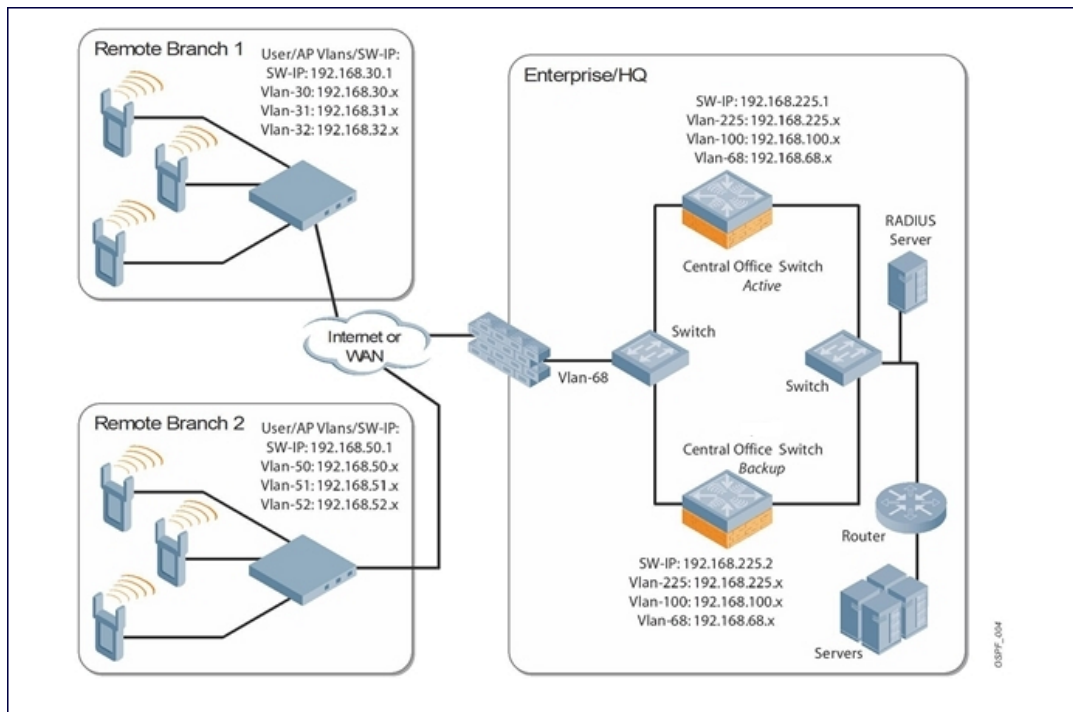 Remote Branch 1
User/AP Vlans/SW-IP:
SW-IP: 192.168.30.1
Vlan-30: 192.168.30.x
Vlan-31: 192.168.31.x
Vlan-32: 192.168.32.x
Enterprise/HQ
SW-IP: 192.168.225.1
Vlan-225: 192.168.225.x
Vlan-100: 192.168.100.x
Vlan-68: 192.168.68.x
RADIUS
Server
Central Office Switch
Active
Internet or
WAN
Vlan-68
Switch
Switch
Remote Branch 2
User/AP Vlans/SW-IP:
SW-IP: 192.168.50.1
Vlan-50: 192.168.50.x
Vlan-51: 192.168.51.x
Vlan-52: 192.168.52.x
Central Office Switch
Backup
Router
SW-IP: 192.168.225.2
Vlan-225: 192.168.225.x
Vlan-100: 192.168.100.x
Vlan-68: 192.168.68.x
Servers
OSPF_004